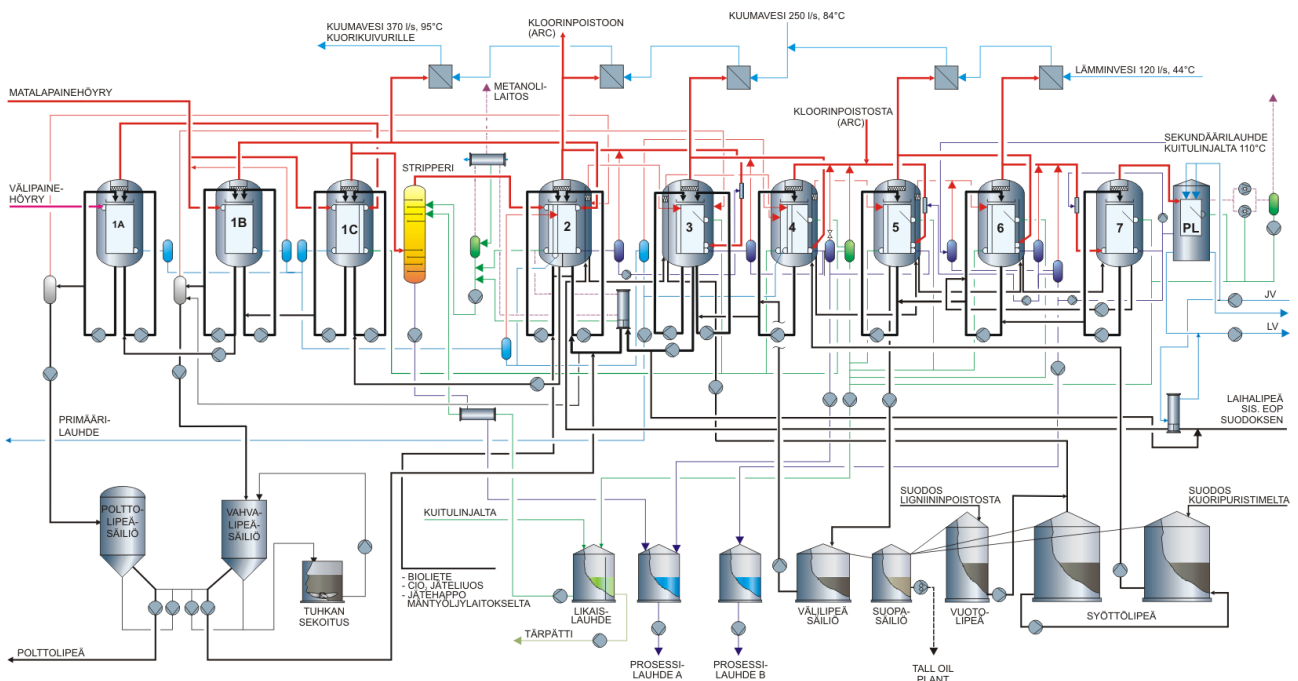 KUUMAVESI 370 l/s, 95°C
KUORIKUIVURILLE
KLOORINPOISTOON
(ARC)
KUUMAVESI 250 l/s, 84°C
LÄMMINVESI 120 l/s, 44°C
MATALAPAINEHÖYRY
METANOLI-
LAITOS
KLOORINPOISTOSTA
(ARC)
SEKUNDÄÄRILAUHDE
KUITULINJALTA 110°C
STRIPPERI
VÄLIPAINE-
HÖYRY
1A
1B
1C
2
3
4
5
6
7
PL
JV
LV
PRIMÄÄRI-
LAUHDE
LAIHALIPEÄ
SIS. EOP
SUODOKSEN
POLTTO-
LIPEÄ-
SÄILIÖ
VAHVA-
LIPEÄ-
SÄILIÖ
KUITULINJALTA
SUODOS
LIGNIININPOISTOSTA
SUODOS
KUORIPURISTIMELTA
- BIOLIETE
- ClO, JÄTELIUOS
- JÄTEHAPPO
MÄNTYÖLJYLAITOKSELTA
TUHKAN
SEKOITUS
LIKAIS-
LAUHDE
VÄLILIPEÄ
SÄILIÖ
SUOPA-
SÄILIÖ
VUOTO-
LIPEÄ
SYÖTTÖLIPEÄ
TÄRPÄTTI
POLTTOLIPEÄ
PROSESSI-
LAUHDE A
PROSESSI-
LAUHDE B
TALL OIL
PLANT